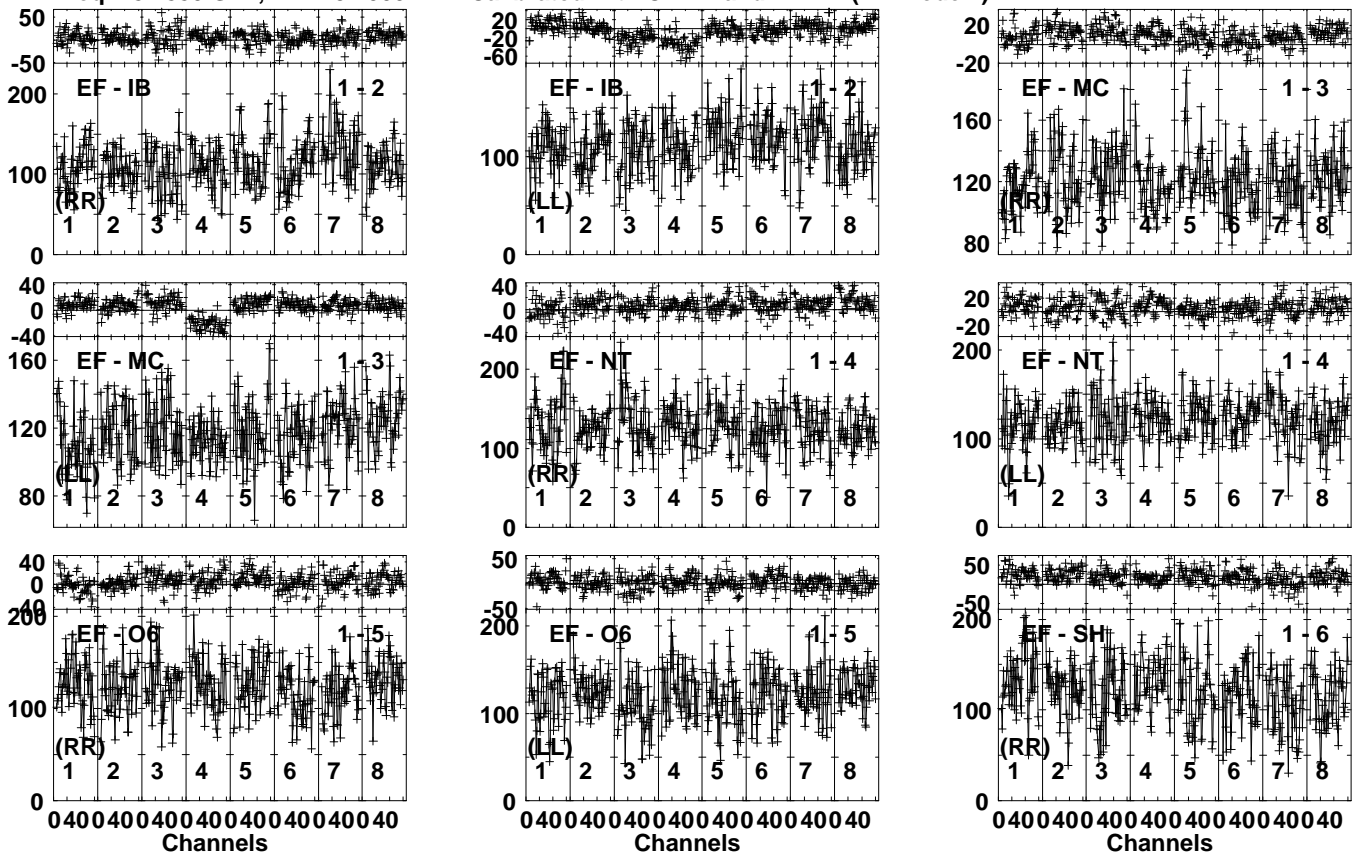 50 20 20
-20
-50 -60 -20
200 EF - IB 1 - 2 EF - IB 1 - 2 EF - MC 1 - 3
160
100 100 120
(RR) (LL) (RR)
1 2 3 4 5 6 7 8 1 2 3 4 5 6 7 8 1 2 3 4 5 6 7 8
0 0 80
40 40 20
0 0
-40 -40 -20
160 EF - MC 1 - 3 200 EF - NT 1 - 4 200 EF - NT 1 - 4
120 100 100
(LL) (RR) (LL)
80 1 2 3 4 5 6 7 8 1 2 3 4 5 6 7 8 1 2 3 4 5 6 7 8
0 0
40 50 50
0
40 -50 -50
200 EF - O6 1 - 5 200 EF - O6 1 - 5 200 EF - SH 1 - 6
100 100 100
(RR) (LL) (RR)
1 2 3 4 5 6 7 8 1 2 3 4 5 6 7 8 1 2 3 4 5 6 7 8
0 0 0
0 40 0 40 0 40 0 40 0 40 0 40 0 40 0 40 0 40 0 40 0 40 0 40 0 40 0 40 0 40 0 40 0 40 0 40 0 40 0 40 0 40 0 40 0 40 0 40
Channels Channels Channels